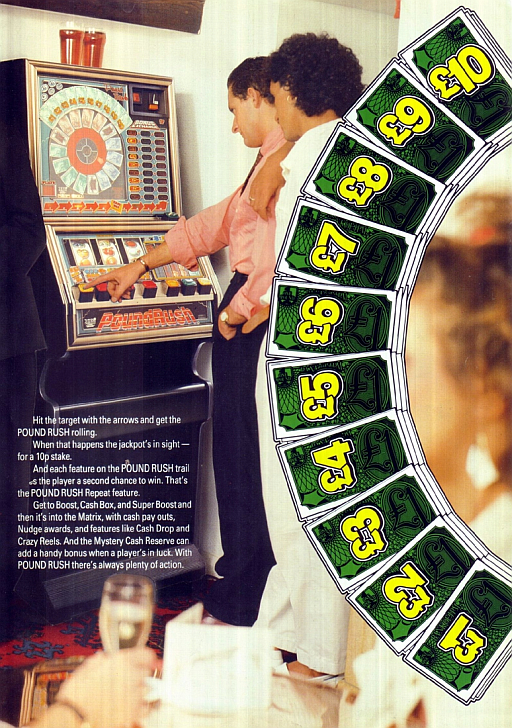 £10
£9
£8
£7
£6
£5
£4
£3
£2
£1
PoundRush
Hit the target with the arrows and get the
POUND RUSH rolling.
When that happens the jackpot's in sight —
for a 10p stake.
And each feature on the POUND RUSH trail
s the player a second chance to win. That's
the POUND RUSH Repeat feature.
Get to Boost, Cash Box, and Super Boost and
then it's into the Matrix, with cash pay outs,
Nudge awards, and features like Cash Drop and
Crazy Reels. And the Mystery Cash Reserve can
add a handy bonus when a player's in luck. With
POUND RUSH there's always plenty of action.